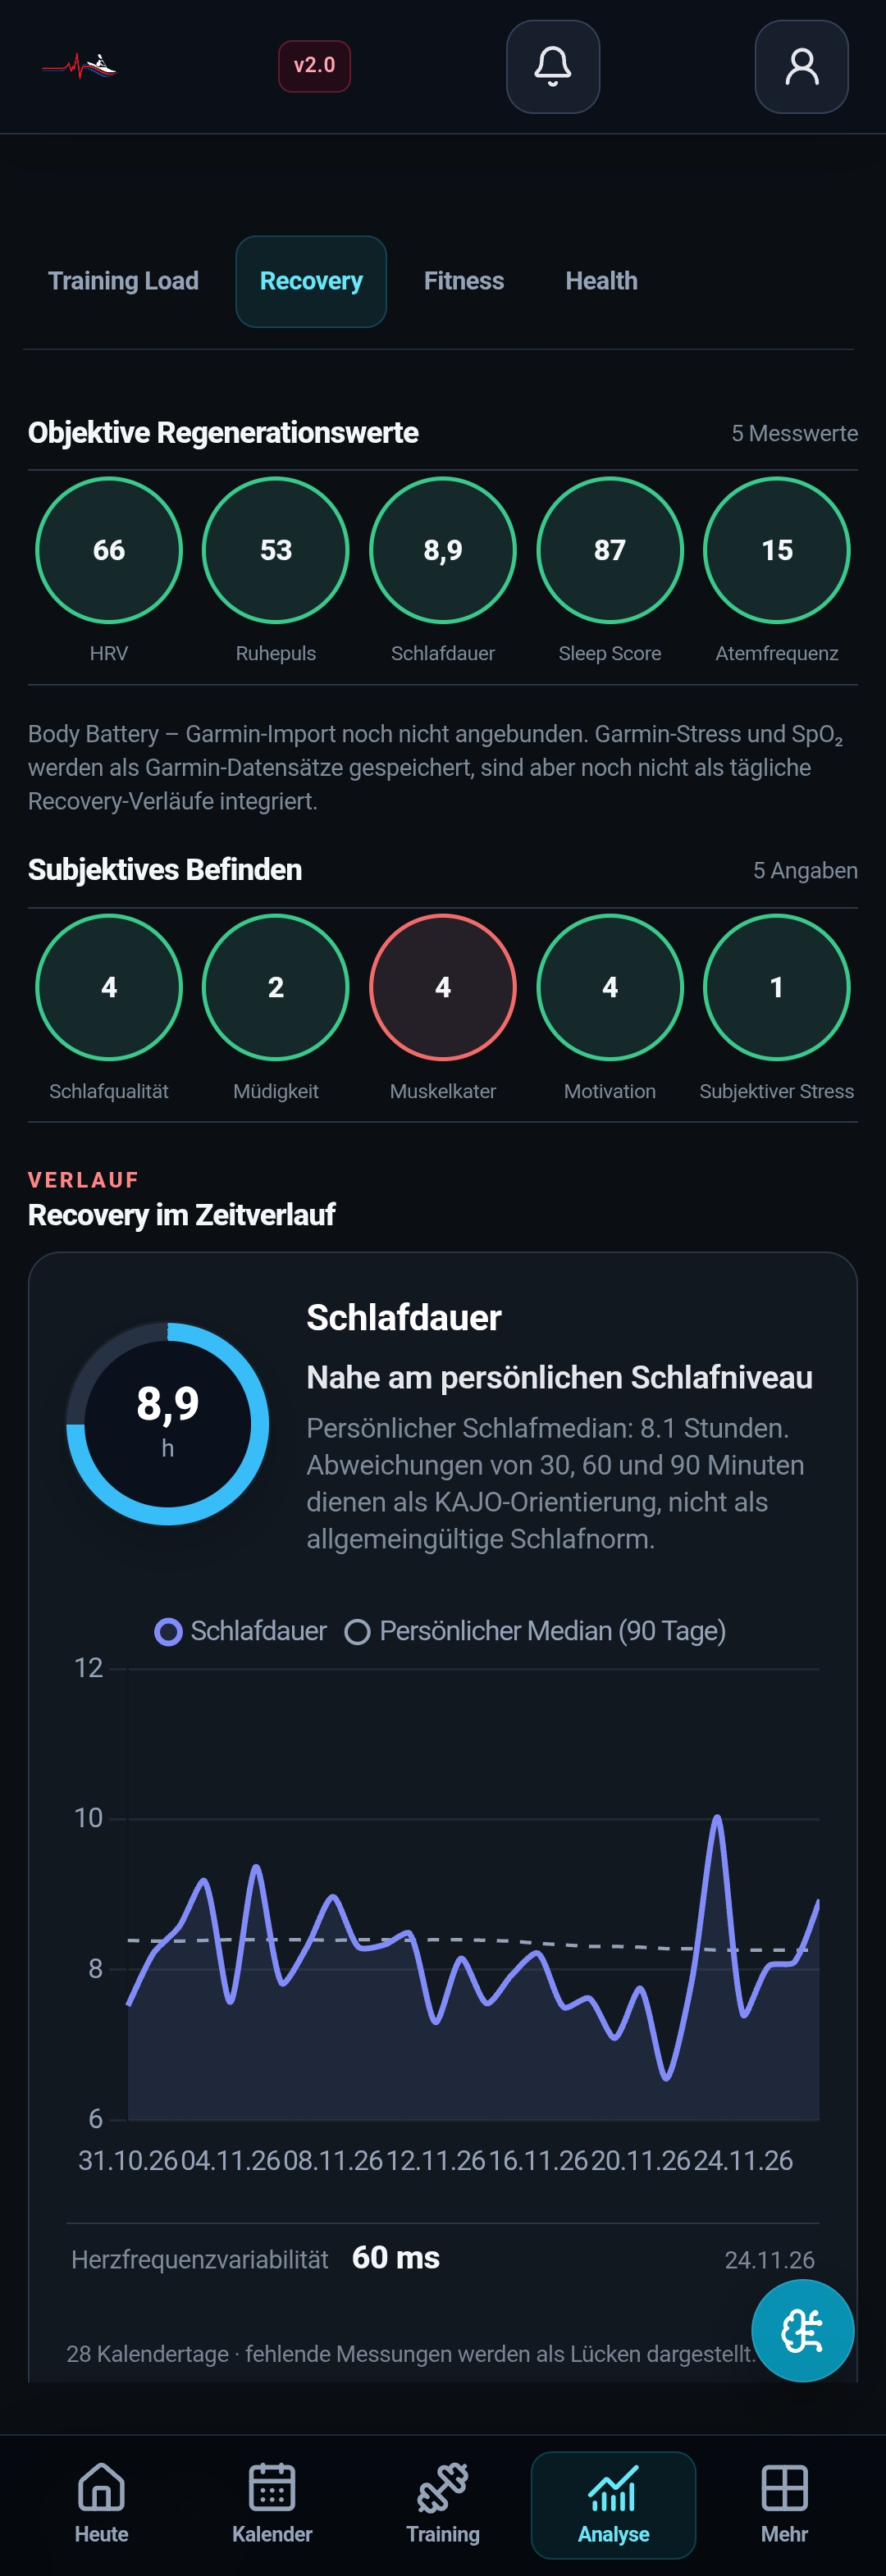 v2.0
Training Load Recovery Fitness Health
Objektive Regenerationswerte 5 Messwerte
66 53 8,9 87 15
HRV Ruhepuls Schlafdauer Sleep Score Atemfrequenz
Body Battery – Garmin-Import noch nicht angebunden. Garmin-Stress und SpO₂
werden als Garmin-Datensätze gespeichert, sind aber noch nicht als tägliche
Recovery-Verläufe integriert.
Subjektives Befinden 5 Angaben
4 2 4 4 1
Schlafqualität Müdigkeit Muskelkater Motivation Subjektiver Stress
VERLAUF
Recovery im Zeitverlauf
Schlafdauer
Nahe am persönlichen Schlafniveau
8,9
h
Persönlicher Schlafmedian: 8.1 Stunden.
Abweichungen von 30, 60 und 90 Minuten
dienen als KAJO-Orientierung, nicht als
allgemeingültige Schlafnorm.
Schlafdauer Persönlicher Median (90 Tage)
12
10
8
6
31.10.26 04.11.26 08.11.26 12.11.26 16.11.26 20.11.26 24.11.26
Herzfrequenzvariabilität 60 ms 24.11.26
28 Kalendertage · fehlende Messungen werden als Lücken dargestellt.
Heute Kalender Training Analyse Mehr